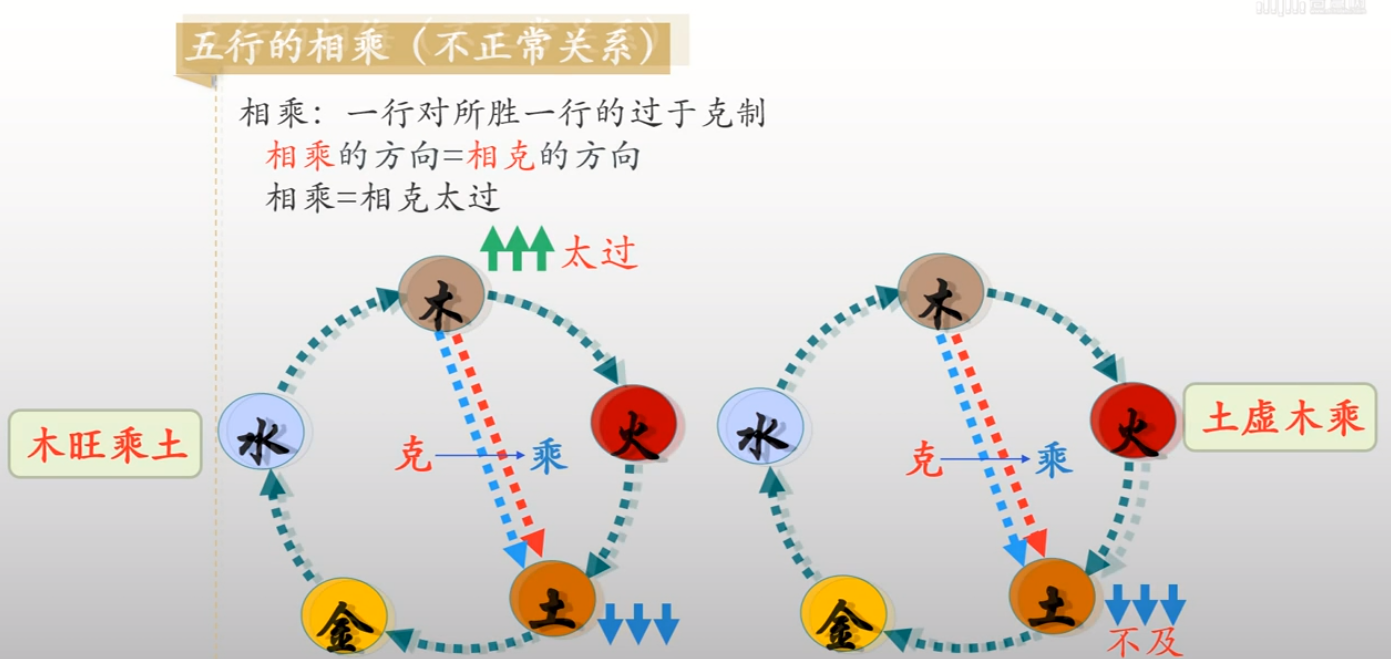 五行的相乘（不正常关系）
相乘：一行对所胜一行的过于克制
相乘的方向=相克的方向
相乘=相克太过
太过
木
木
火
火
水
水
木旺乘土
土虚木乘
克
乘
克
乘
土
土
金
金
不及